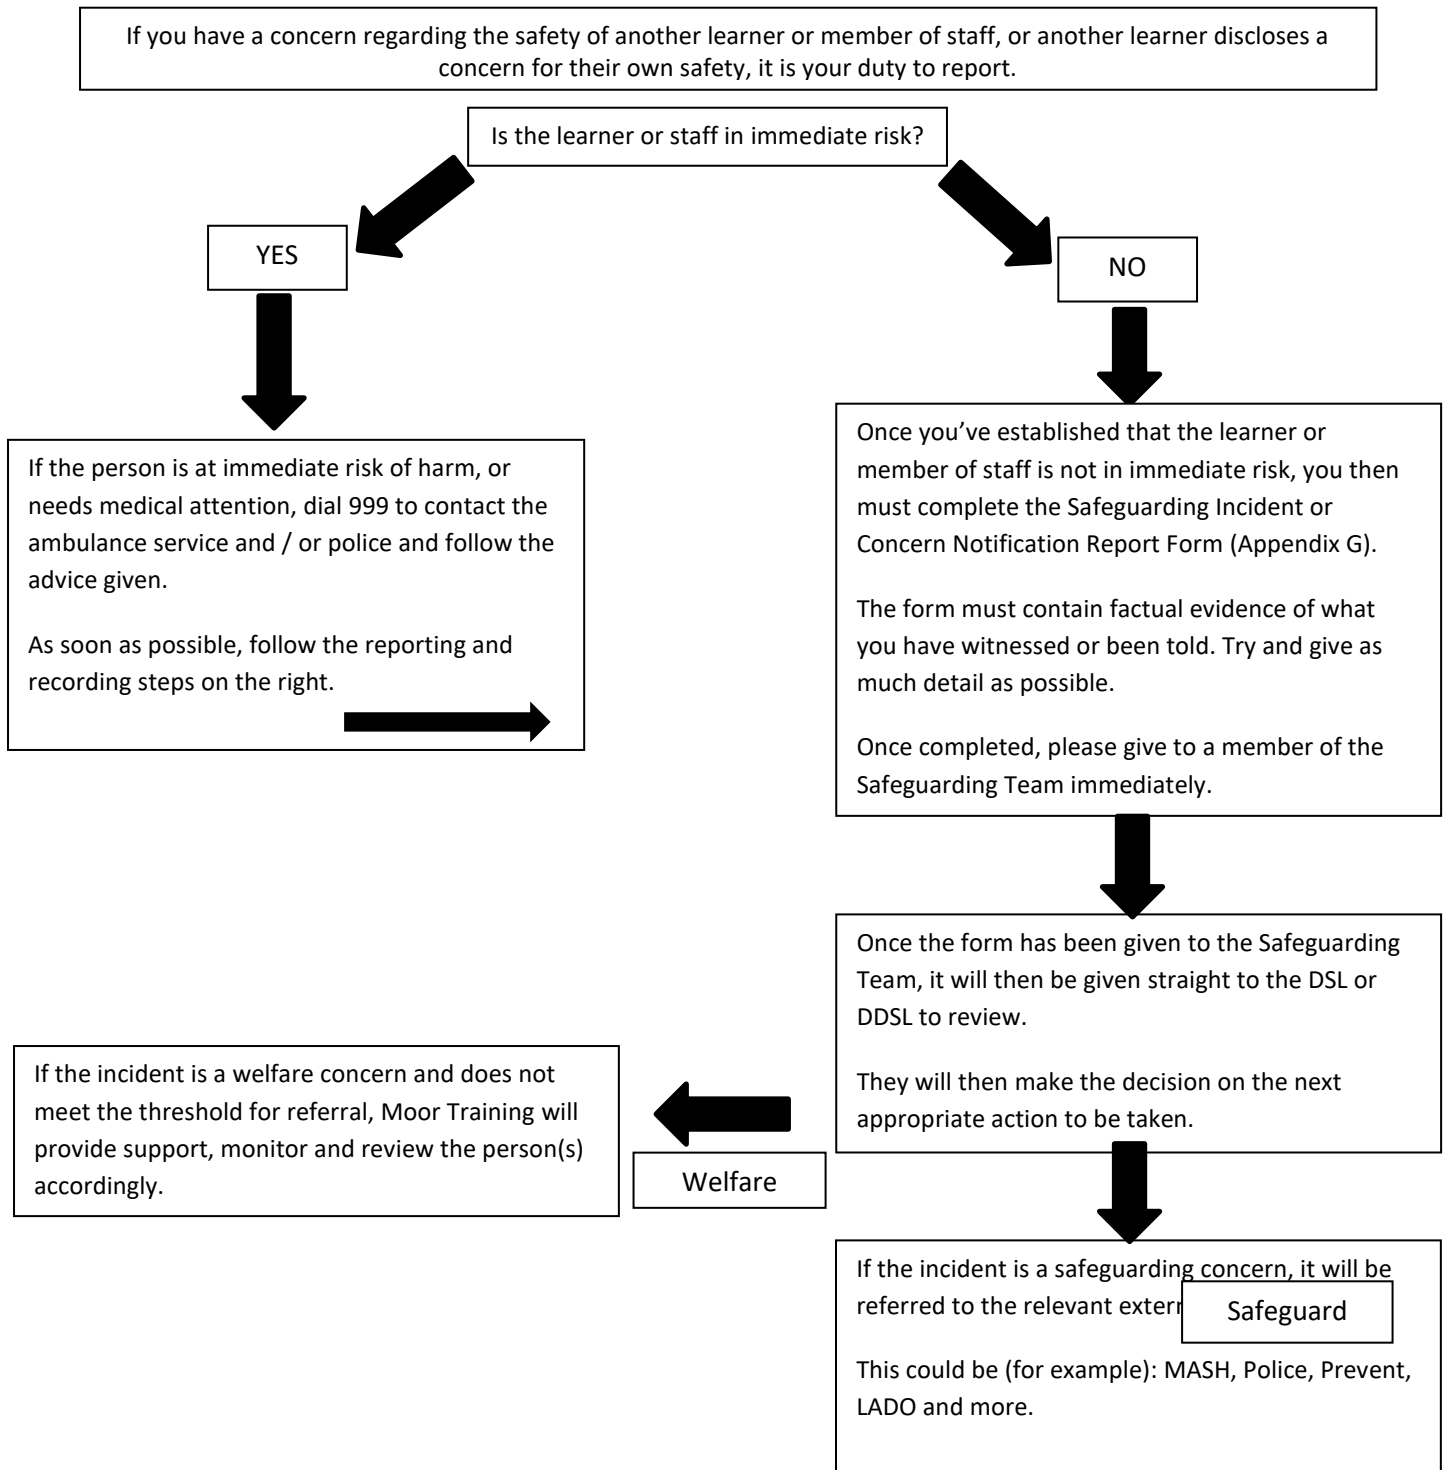 If you have a concern regarding the safety of another learner or member of staff, or another learner discloses a
concern for their own safety, it is your duty to report.
Is the learner or staff in immediate risk?
YES
NO
If the person is at immediate risk of harm, or
needs medical attention, dial 999 to contact the
ambulance service and / or police and follow the
advice given.
As soon as possible, follow the reporting and
recording steps on the right.
Once you’ve established that the learner or
member of staff is not in immediate risk, you then
must complete the Safeguarding Incident or
Concern Notification Report Form (Appendix G).
The form must contain factual evidence of what
you have witnessed or been told. Try and give as
much detail as possible.
Once completed, please give to a member of the
Safeguarding Team immediately.
Once the form has been given to the Safeguarding
Team, it will then be given straight to the DSL or
DDSL to review.
They will then make the decision on the next
appropriate action to be taken.
If the incident is a welfare concern and does not
meet the threshold for referral, Moor Training will
provide support, monitor and review the person(s)
accordingly.
Welfare
If the incident is a safeguarding concern, it will be
referred to the relevant
Safeguard
This could be (for example): MASH, Police, Prevent,
LADO and more.